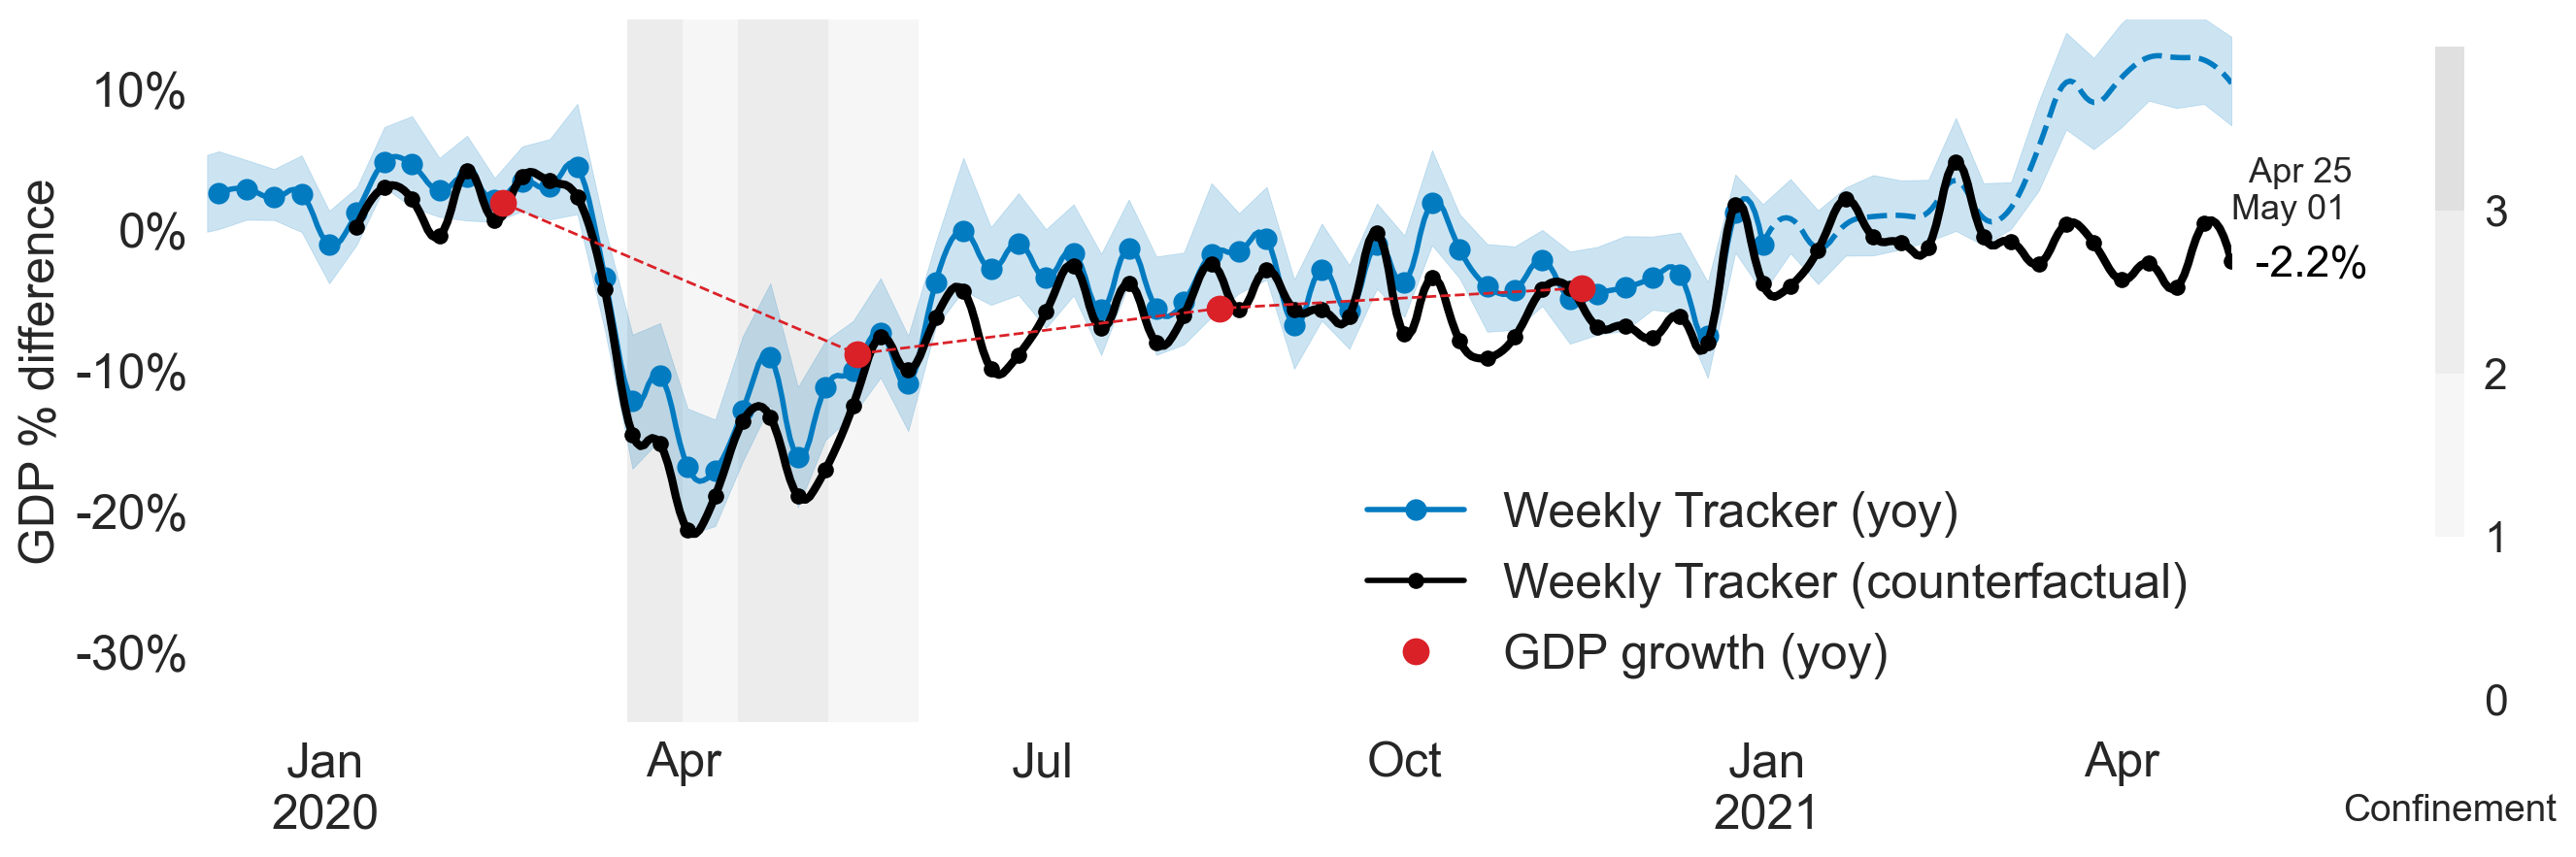 GDP % difference
10%
0%
-10%
-20%
-30%
Apr 25
May 01
-2.2%
Weekly Tracker (yoy)
Weekly Tracker (counterfactual)
GDP growth (yoy)
3
2
1
0
Jan
2020
Apr
Jul
Oct
Jan
2021
Apr
Confinement